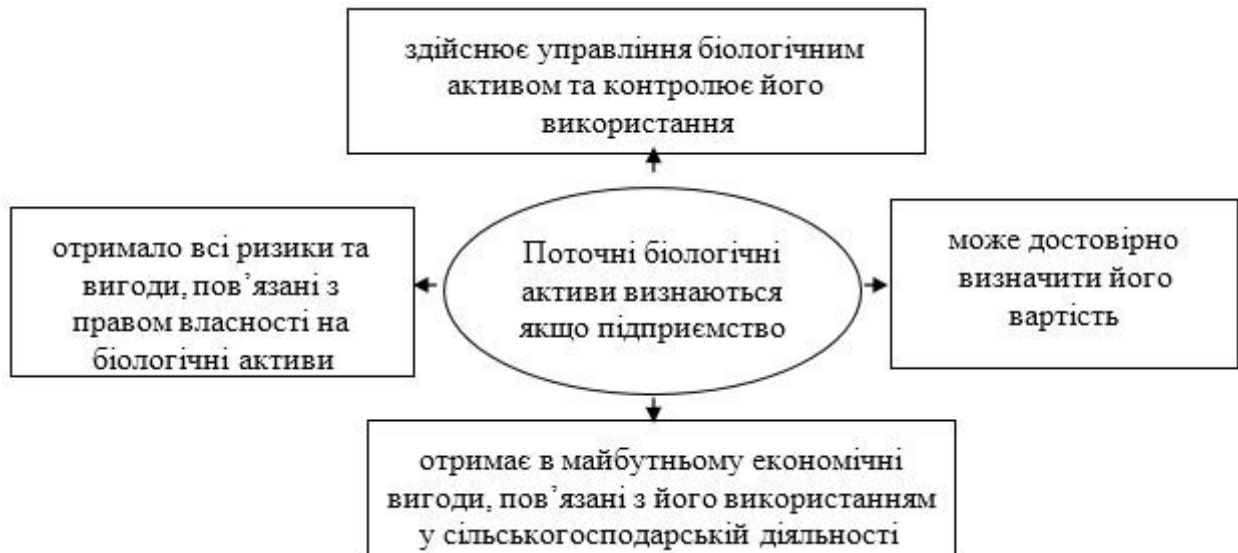 здійснює управління біологічним
активом та контролює його
використання
отримало всі ризики та
вигоди, пов’язані з
правом власності на
біологічні активи
Поточні біологічні
активи визнаються
якщо підприємство
може достовірно
визначити його
вартість
отримає в майбутньому економічні
вигоди, пов’язані з його використанням
у сільськогосподарській діяльності